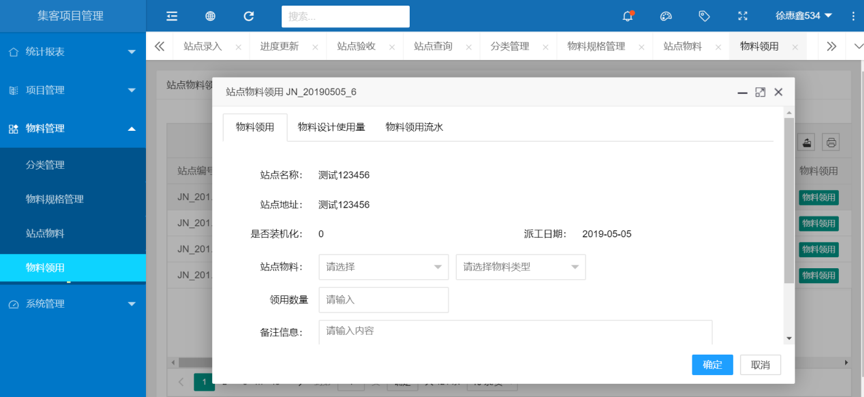 集客项目管理
搜索...
徐惠鑫534
统计报表
项目管理
物料管理
分类管理
物料规格管理
站点物料
物料领用
系统管理
站点录入
进度更新
站点验收
站点查询
分类管理
物料规格管理
站点物料
物料领用
站点物料领
站点编号
物料领用
JN_201
物料领用
JN_201
物料领用
JN_201
物料领用
JN_201
物料领用
1
站点物料领用 JN_20190505_6
物料领用
物料设计使用量
物料领用流水
站点名称: 测试123456
站点地址: 测试123456
是否装机化: 0
派工日期: 2019-05-05
站点物料: 请选择 请选择物料类型
领用数量 请输入
备注信息: 请输入内容
确定
取消